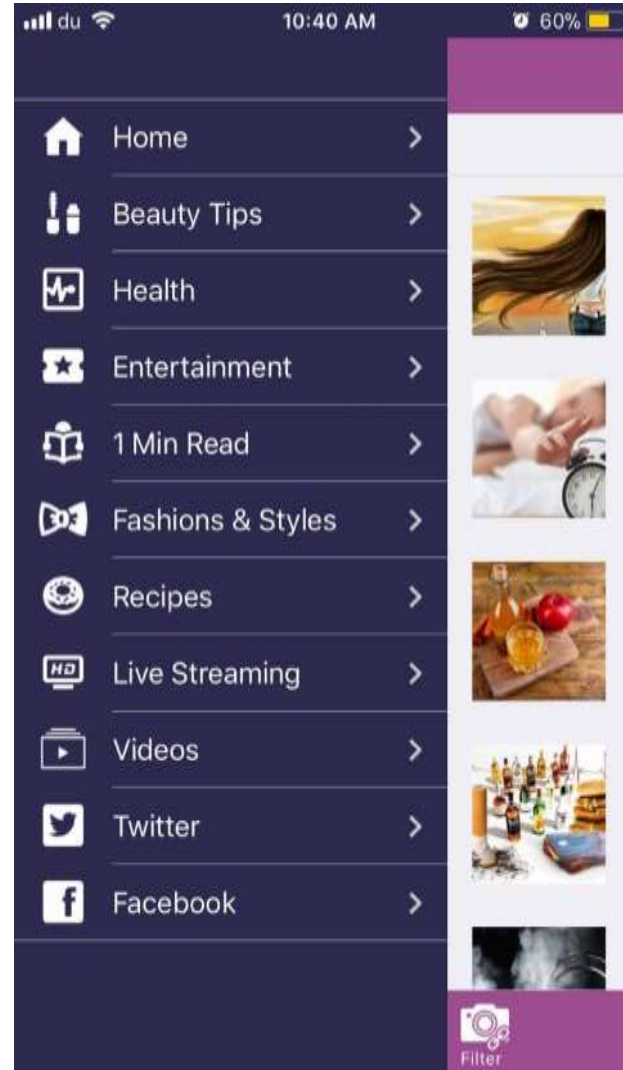 du 10:40 AM 60%
Home
Beauty Tips
Health
Entertainment
1 Min Read
Fashions & Styles
Recipes
HD
Live Streaming
Videos
Twitter
Facebook
Filter